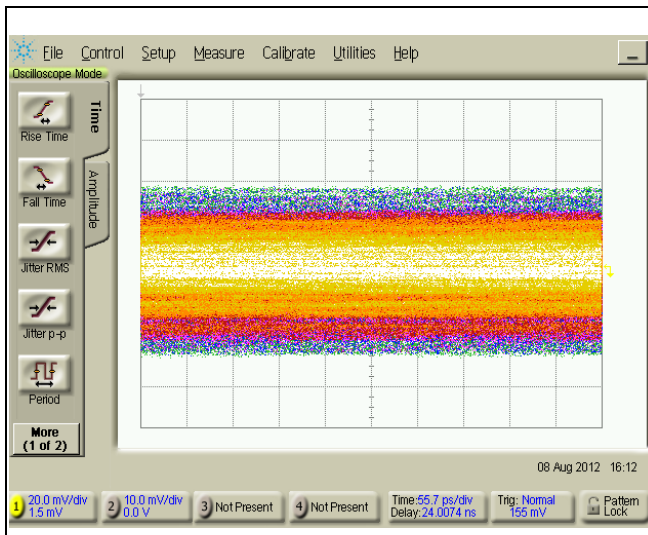 File Control Setup Measure Calibrate Utilities Help
Oscilloscope Mode
Time
Amplitude
Rise Time
Fall Time
Jitter RMS
Jitter p-p
Period
More
(1 of 2)
08 Aug 2012 16:12
1 20.0 mV/div
1.5 mV
2 10.0 mV/div
0.0 V
3 Not Present
4 Not Present
Time:55.7 ps/div
Delay:24.0074 ns
Trig: Normal
155 mV
Pattern
Lock